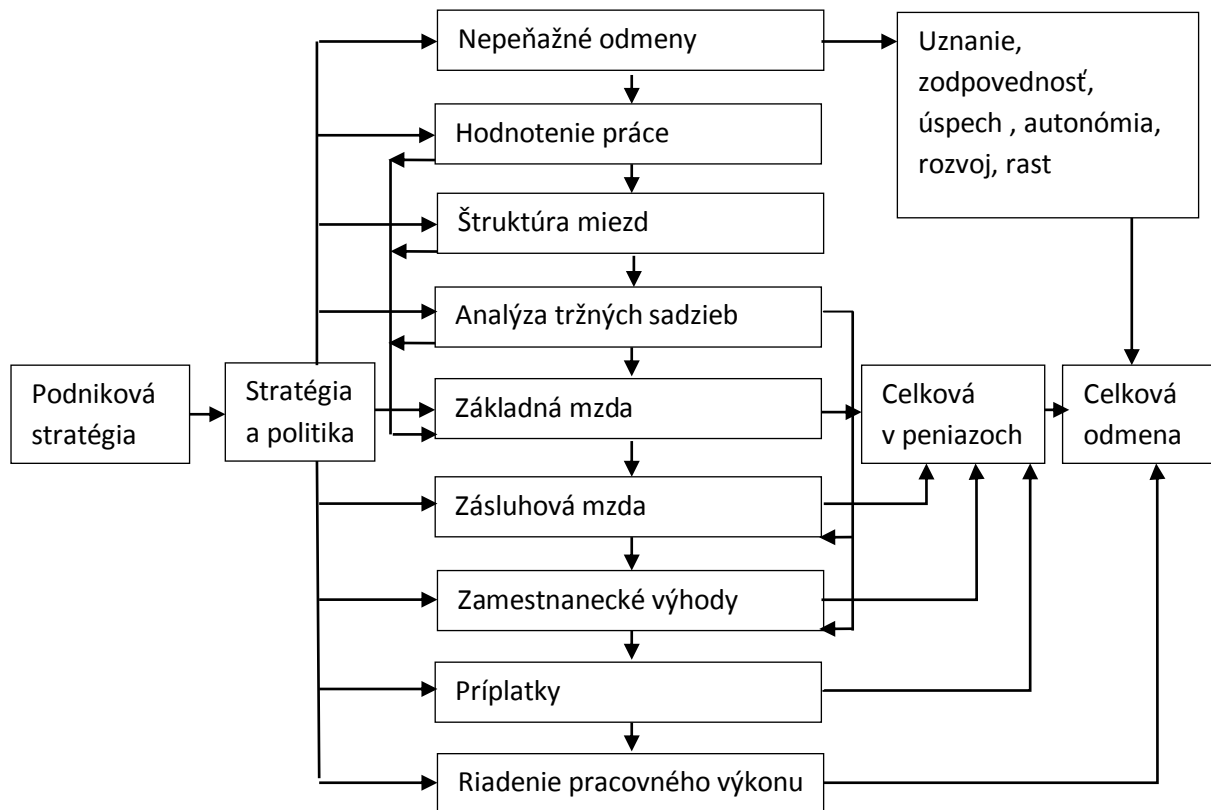 Nepeňažné odmeny
Uznanie,
zodpovednosť,
úspech , autonómia,
rozvoj, rast
Hodnotenie práce
Štruktúra miezd
Analýza tržných sadzieb
Podniková
stratégia
Stratégia
a politika
Základná mzda
Celková
v peniazoch
Celková
odmena
Zásluhová mzda
Zamestnanecké výhody
Príplatky
Riadenie pracovného výkonu